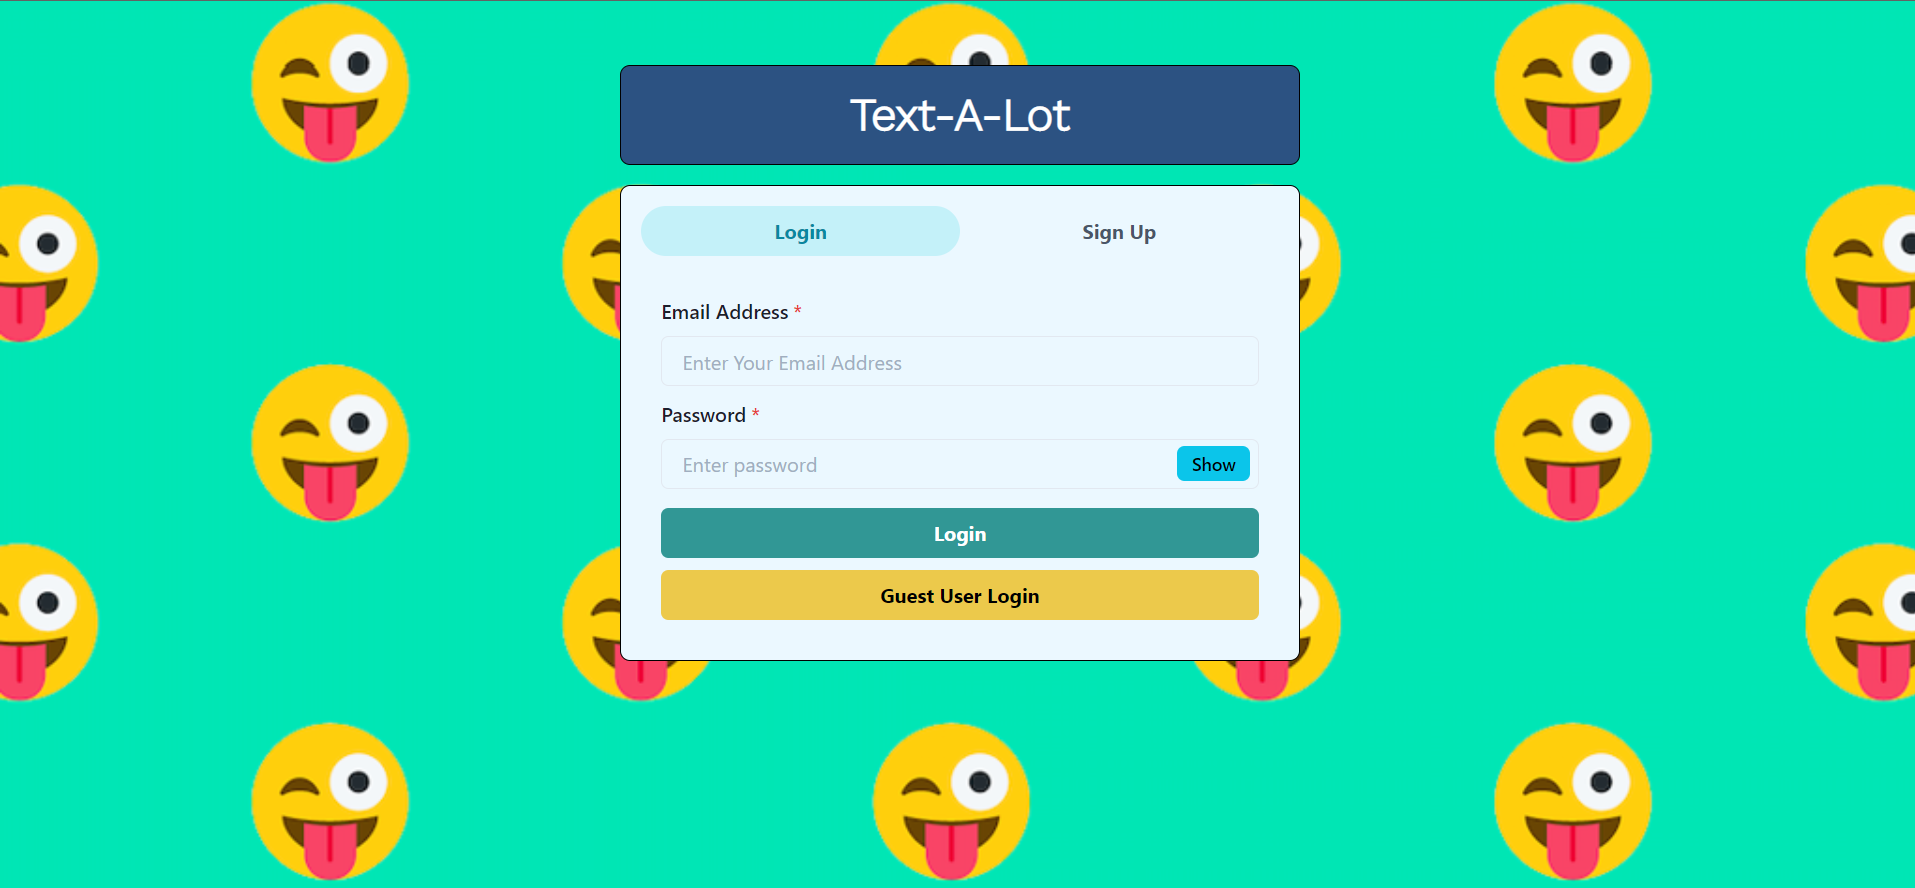 Text-A-Lot
Login Sign Up
Email Address *
Enter Your Email Address
Password *
Enter password Show
Login
Guest User Login